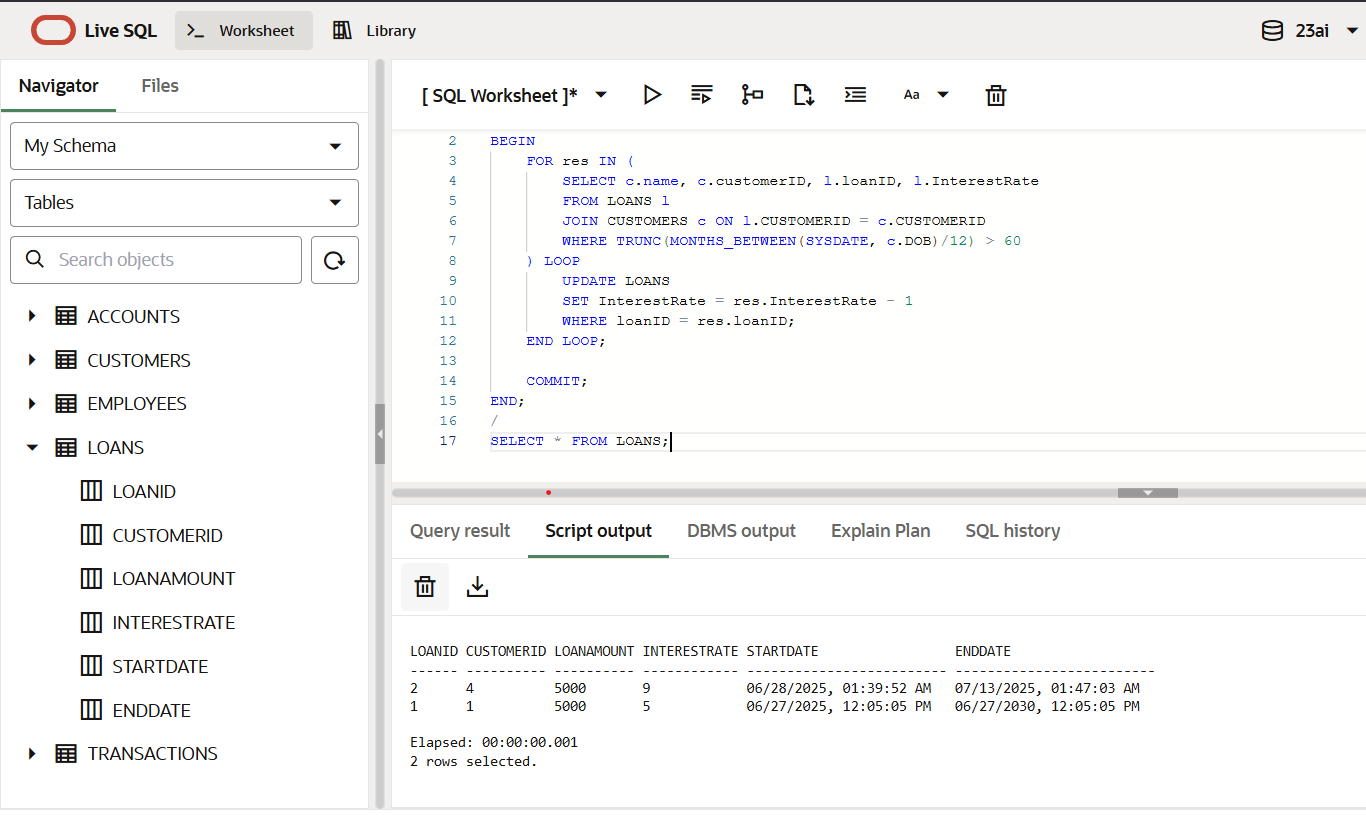 Live SQL
Worksheet
Library
23ai
Navigator
Files
My Schema
Tables
Search objects
ACCOUNTS
CUSTOMERS
EMPLOYEES
LOANS
LOANID
CUSTOMERID
LOANAMOUNT
INTERESTRATE
STARTDATE
ENDDATE
TRANSACTIONS
[ SQL Worksheet ]*
Aa
2 BEGIN
3 FOR res IN (
4 SELECT c.name, c.customerID, l.loanID, l.InterestRate
5 FROM LOANS l
6 JOIN CUSTOMERS c ON l.CUSTOMERID = c.CUSTOMERID
7 WHERE TRUNC(MONTHS_BETWEEN(SYSDATE, c.DOB)/12) > 60
8 ) LOOP
9 UPDATE LOANS
10 SET InterestRate = res.InterestRate - 1
11 WHERE loanID = res.loanID;
12 END LOOP;
13
14 COMMIT;
15 END;
16 /
17 SELECT * FROM LOANS;
Query result
Script output
DBMS output
Explain Plan
SQL history
LOANID CUSTOMERID LOANAMOUNT INTERESTRATE STARTDATE ENDDATE
------ ---------- ---------- ------------ ------------------------- -------------------------
2 4 5000 9 06/28/2025, 01:39:52 AM 07/13/2025, 01:47:03 AM
1 1 5000 5 06/27/2025, 12:05:05 PM 06/27/2030, 12:05:05 PM
Elapsed: 00:00:00.001
2 rows selected.